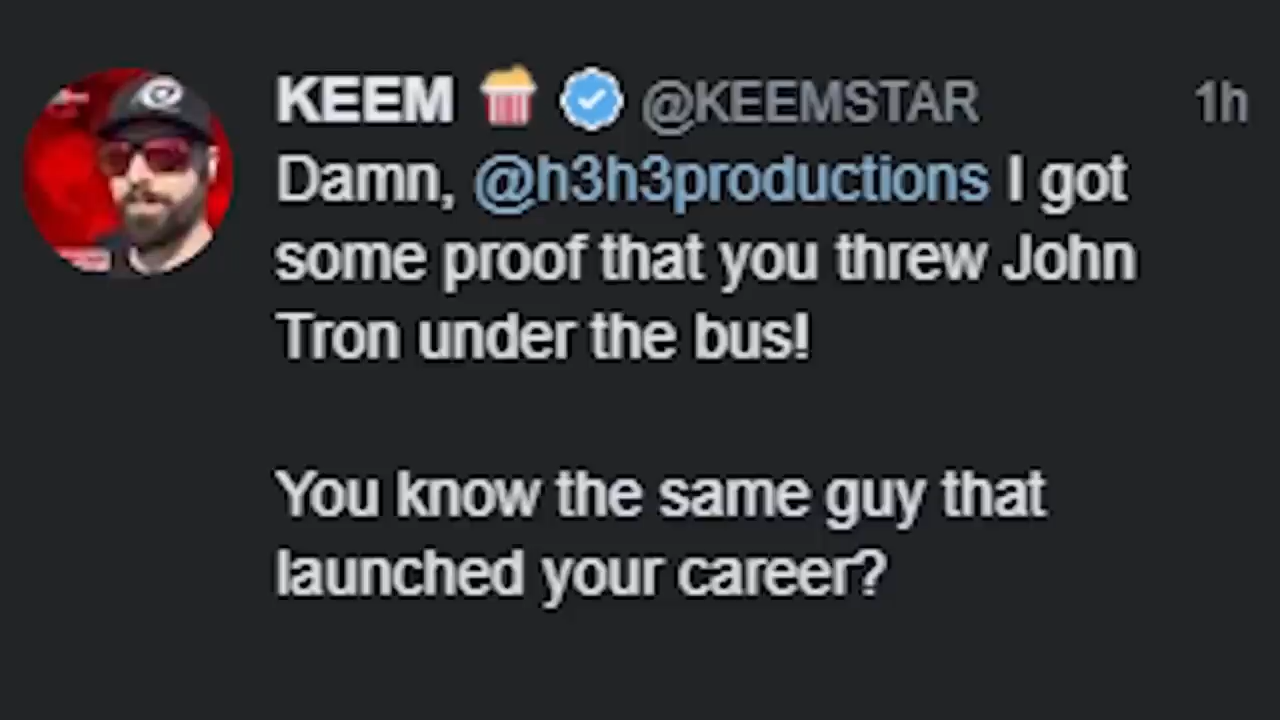 KEEM 🍿 @KEEMSTAR 1h
Damn, @h3h3productions I got
some proof that you threw John
Tron under the bus!
You know the same guy that
launched your career?